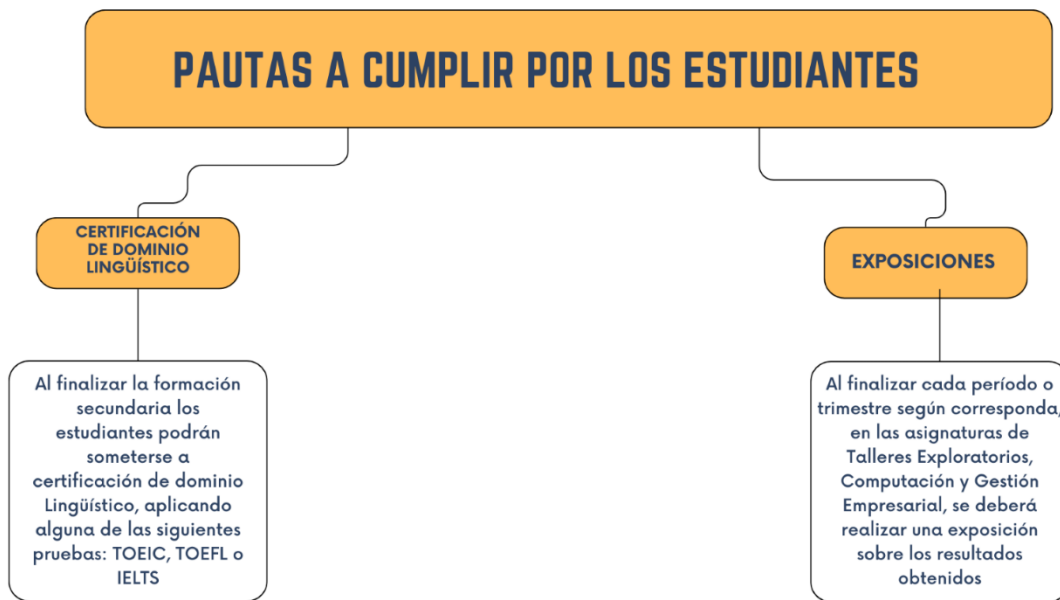 PAUTAS A CUMPLIR POR LOS ESTUDIANTES
CERTIFICACIÓN
DE DOMINIO
LINGÜÍSTICO
Al finalizar la formación
secundaria los
estudiantes podrán
someterse a
certificación de dominio
Lingüístico, aplicando
alguna de las siguientes
pruebas: TOEIC, TOEFL o
IELTS
EXPOSICIONES
Al finalizar cada período o
trimestre según corresponda,
en las asignaturas de
Talleres Exploratorios,
Computación y Gestión
Empresarial, se deberá
realizar una exposición
sobre los resultados
obtenidos